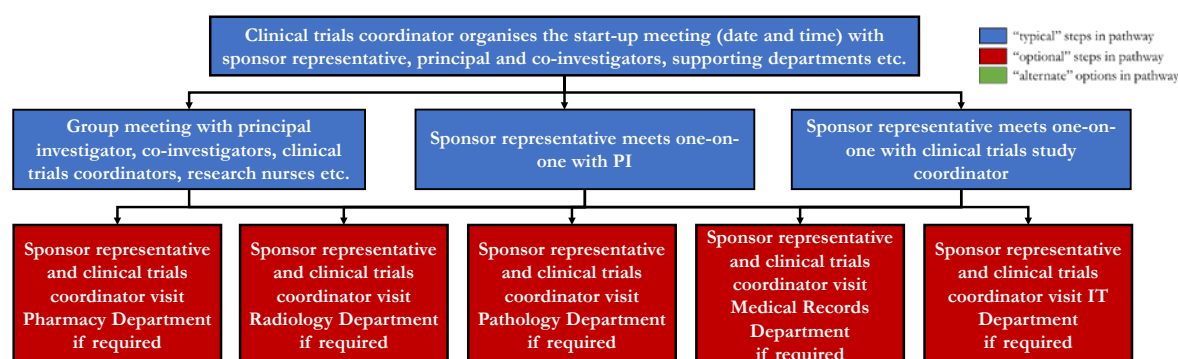 Clinical trials coordinator organises the start-up meeting (date and time) with
sponsor representative, principal and co-investigators, supporting departments etc.
“typical” steps in pathway
“optional” steps in pathway
“alternate” options in pathway
Group meeting with principal
investigator, co-investigators, clinical
trials coordinators, research nurses etc.
Sponsor representative meets one-on-
one with PI
Sponsor representative meets one-on-
one with clinical trials study
coordinator
Sponsor representative
and clinical trials
coordinator visit
Pharmacy Department
if required
Sponsor representative
and clinical trials
coordinator visit
Radiology Department
if required
Sponsor representative
and clinical trials
coordinator visit
Pathology Department
if required
Sponsor representative
and clinical trials
coordinator visit
Medical Records
Department
if required
Sponsor representative
and clinical trials
coordinator visit IT
Department
if required